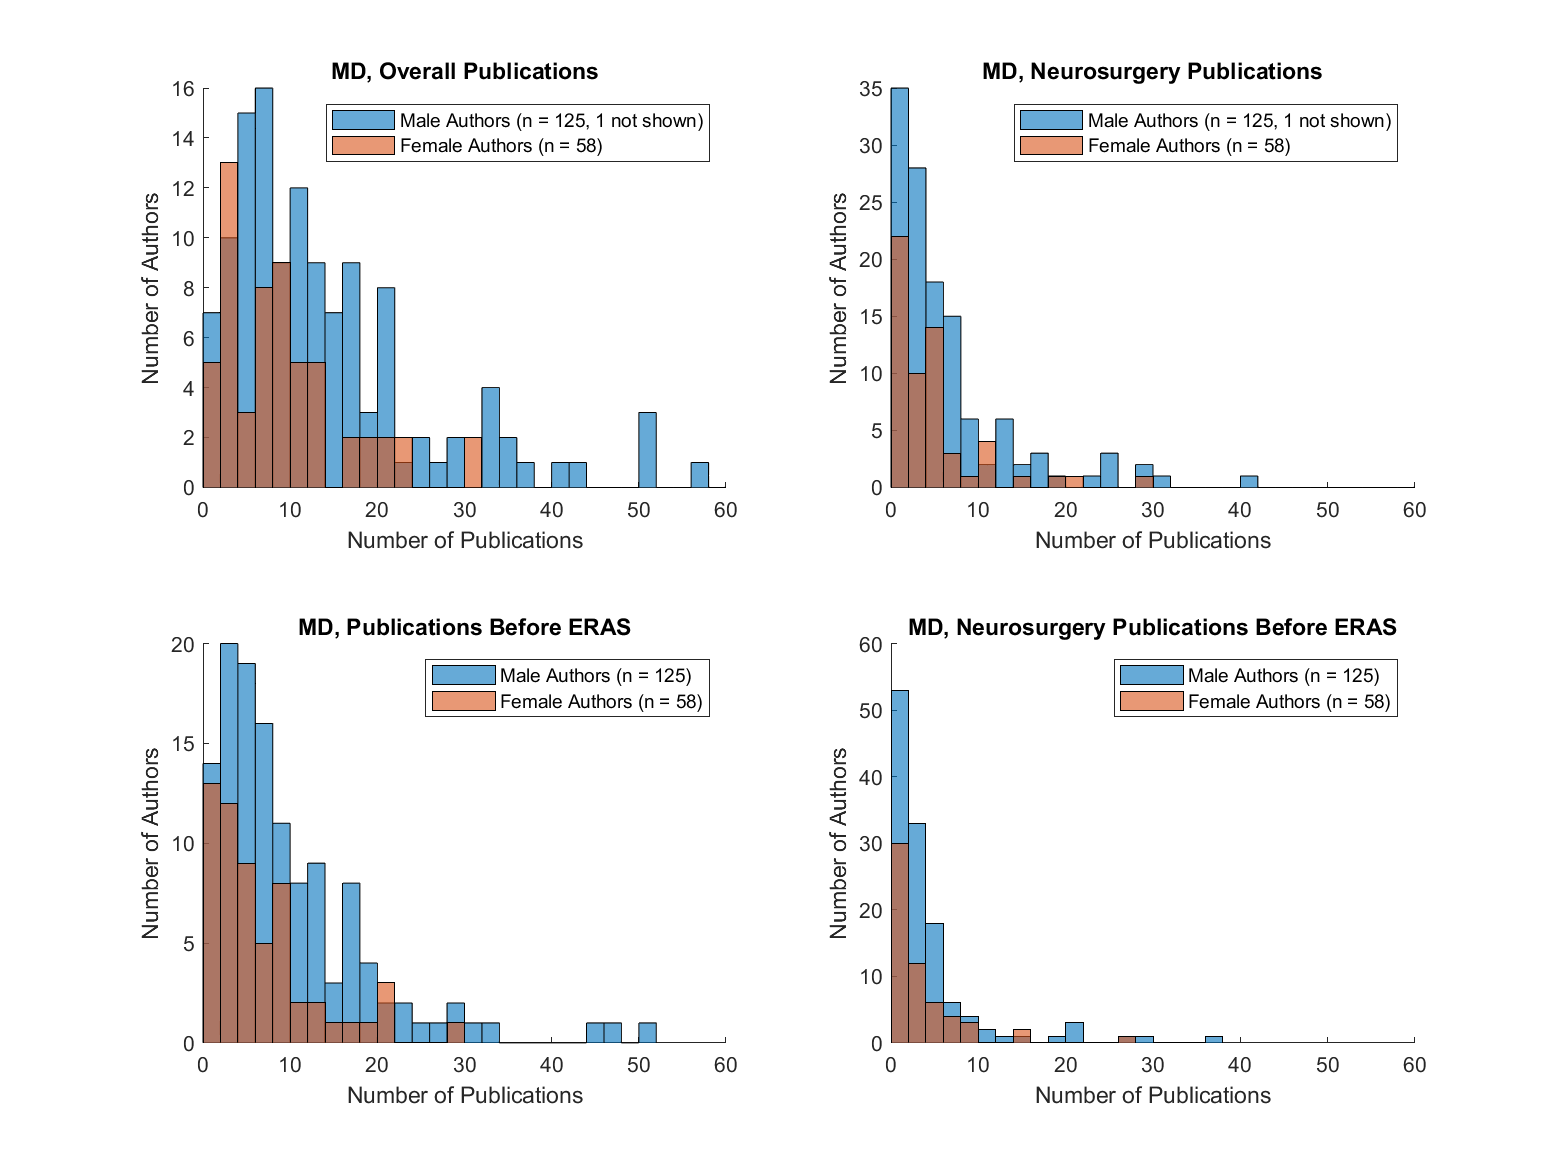 MD, Overall Publications
Male Authors (n = 125, 1 not shown)
Female Authors (n = 58)
Number of Authors
16
14
12
10
8
6
4
2
0
0 10 20 30 40 50 60
Number of Publications
MD, Neurosurgery Publications
Male Authors (n = 125, 1 not shown)
Female Authors (n = 58)
Number of Authors
35
30
25
20
15
10
5
0
0 10 20 30 40 50 60
Number of Publications
MD, Publications Before ERAS
Male Authors (n = 125)
Female Authors (n = 58)
Number of Authors
20
15
10
5
0
0 10 20 30 40 50 60
Number of Publications
MD, Neurosurgery Publications Before ERAS
Male Authors (n = 125)
Female Authors (n = 58)
Number of Authors
60
50
40
30
20
10
0
0 10 20 30 40 50 60
Number of Publications